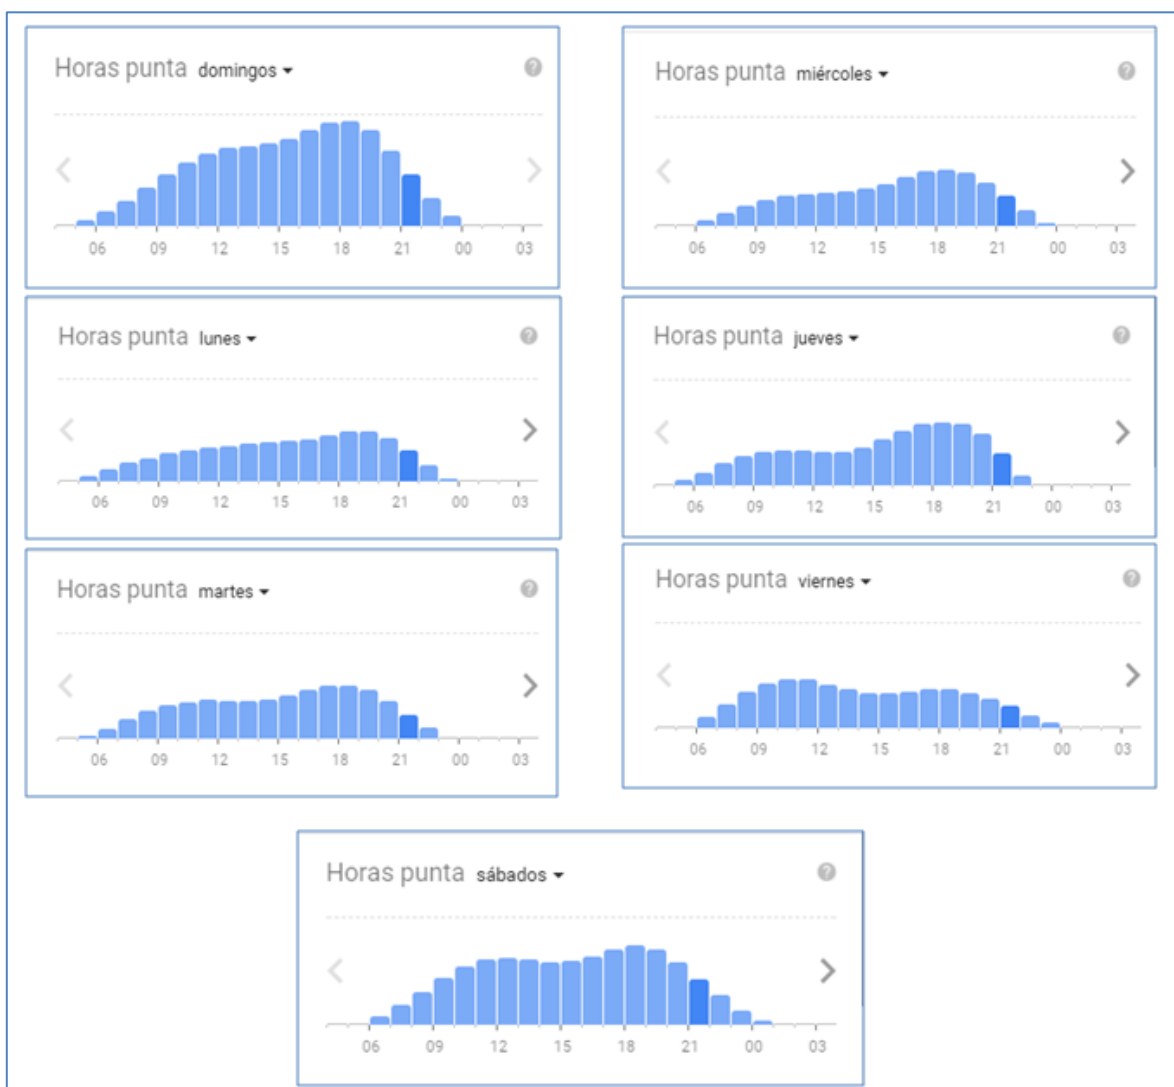 Horas punta domingos
?
06 09 12 15 18 21 00 03
Horas punta miércoles
?
06 09 12 15 18 21 00 03
Horas punta lunes
?
06 09 12 15 18 21 00 03
Horas punta jueves
?
06 09 12 15 18 21 00 03
Horas punta martes
?
06 09 12 15 18 21 00 03
Horas punta viernes
?
06 09 12 15 18 21 00 03
Horas punta sábados
?
06 09 12 15 18 21 00 03